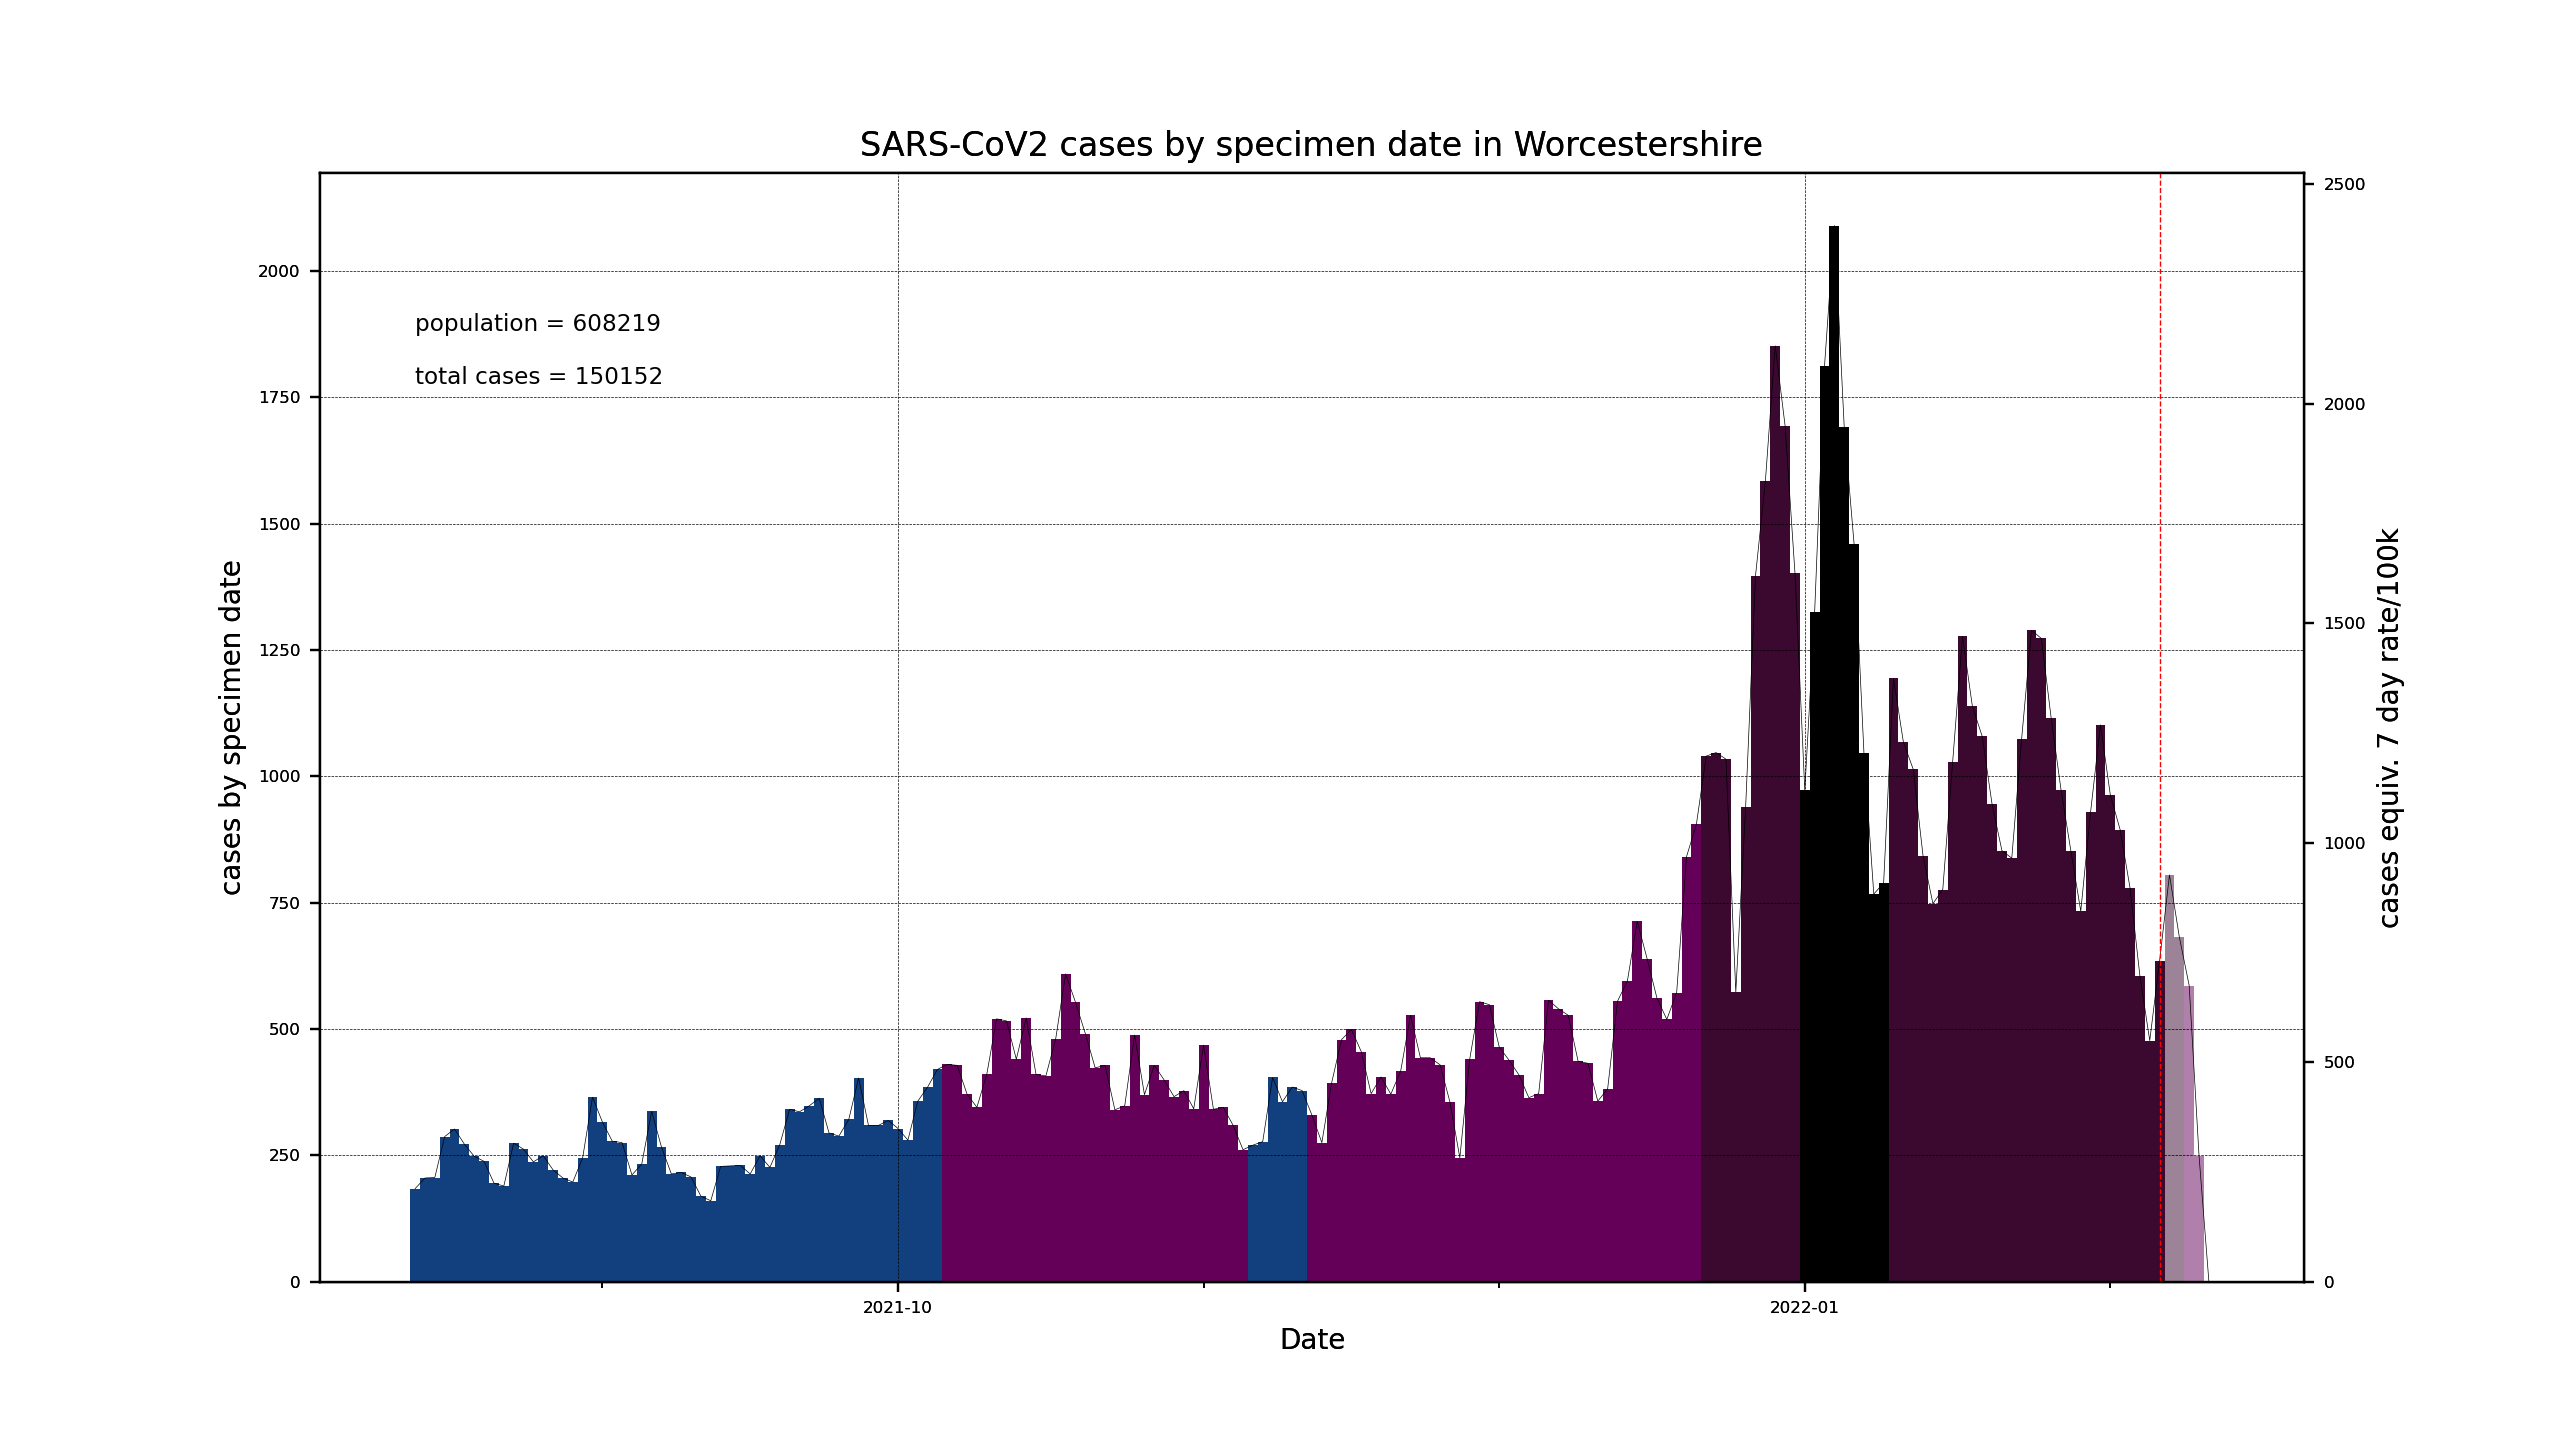 SARS-CoV2 cases by specimen date in Worcestershire
population = 608219
total cases = 150152
cases by specimen date
2000
1750
1500
1250
1000
750
500
250
0
2500
2000
1500
1000
500
0
cases equiv. 7 day rate/100k
2021-10
2022-01
Date